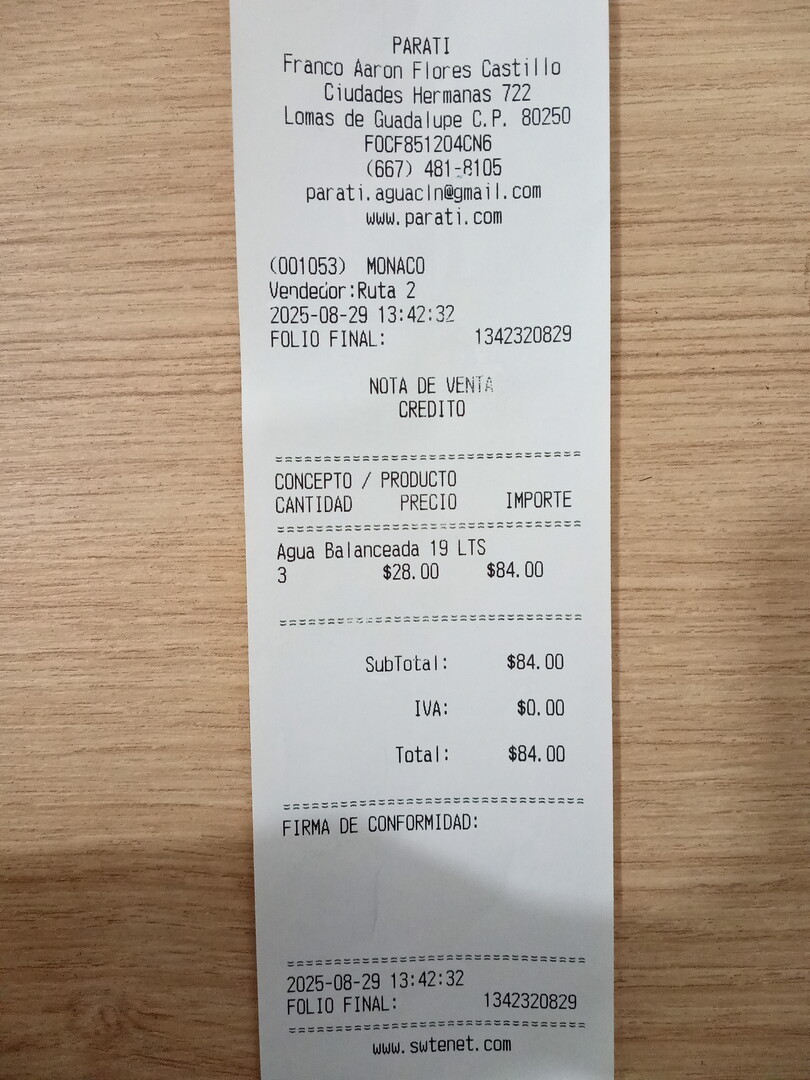 PARATI
Franco Aaron Flores Castillo
Ciudades Hermanas 722
Lomas de Guadalupe C.P. 80250
FOCF851204CN6
(667) 481-8105
parati.aguacln@gmail.com
www.parati.com
(001053) MONACO
Vendedor:Ruta 2
2025-08-29 13:42:32
FOLIO FINAL: 1342320829
NOTA DE VENTA
CREDITO
==============================
CONCEPTO / PRODUCTO
CANTIDAD PRECIO IMPORTE
==============================
Agua Balanceada 19 LTS
3 $28.00 $84.00
==============================
SubTotal: $84.00
IVA: $0.00
Total: $84.00
==============================
FIRMA DE CONFORMIDAD:
==============================
2025-08-29 13:42:32
FOLIO FINAL: 1342320829
==============================
www.swtenet.com